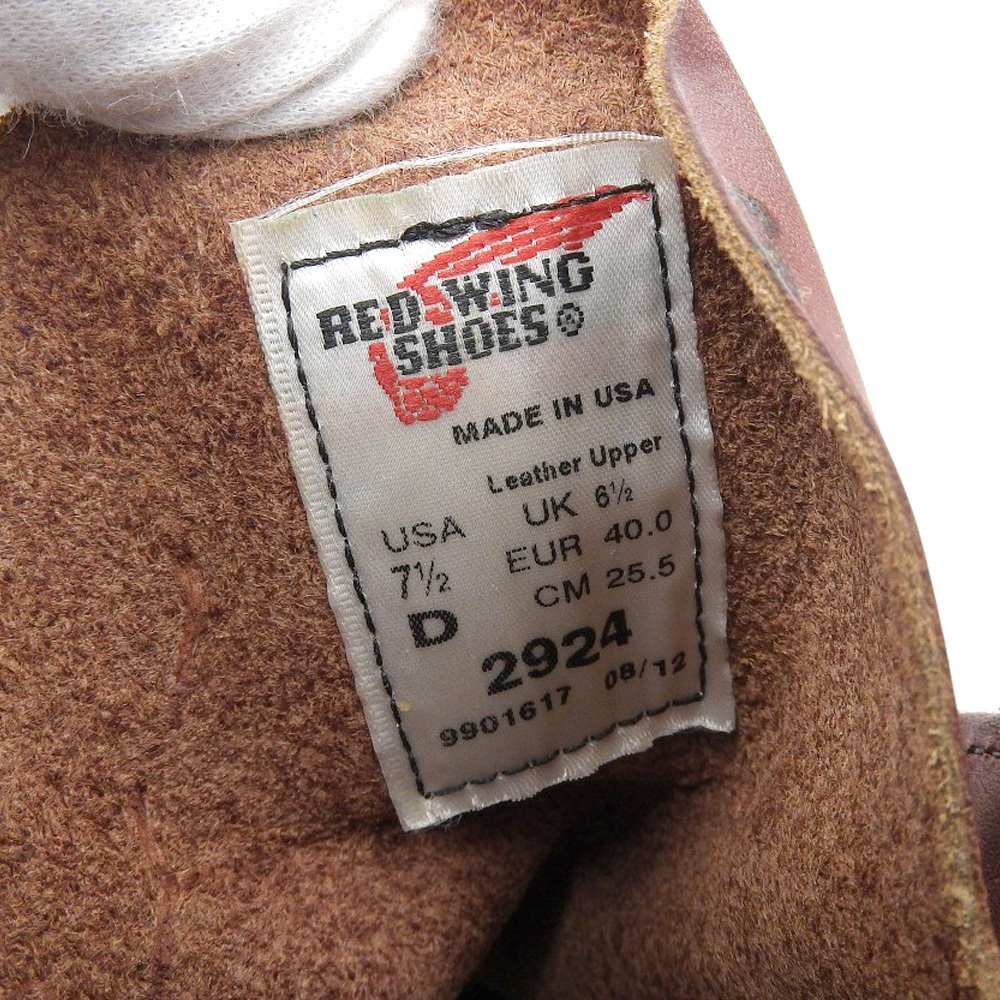 RED WING
SHOES®
MADE IN USA
Leather Upper
USA UK 6½
7½ EUR 40.0
D CM 25.5
2924
9901617 08/12